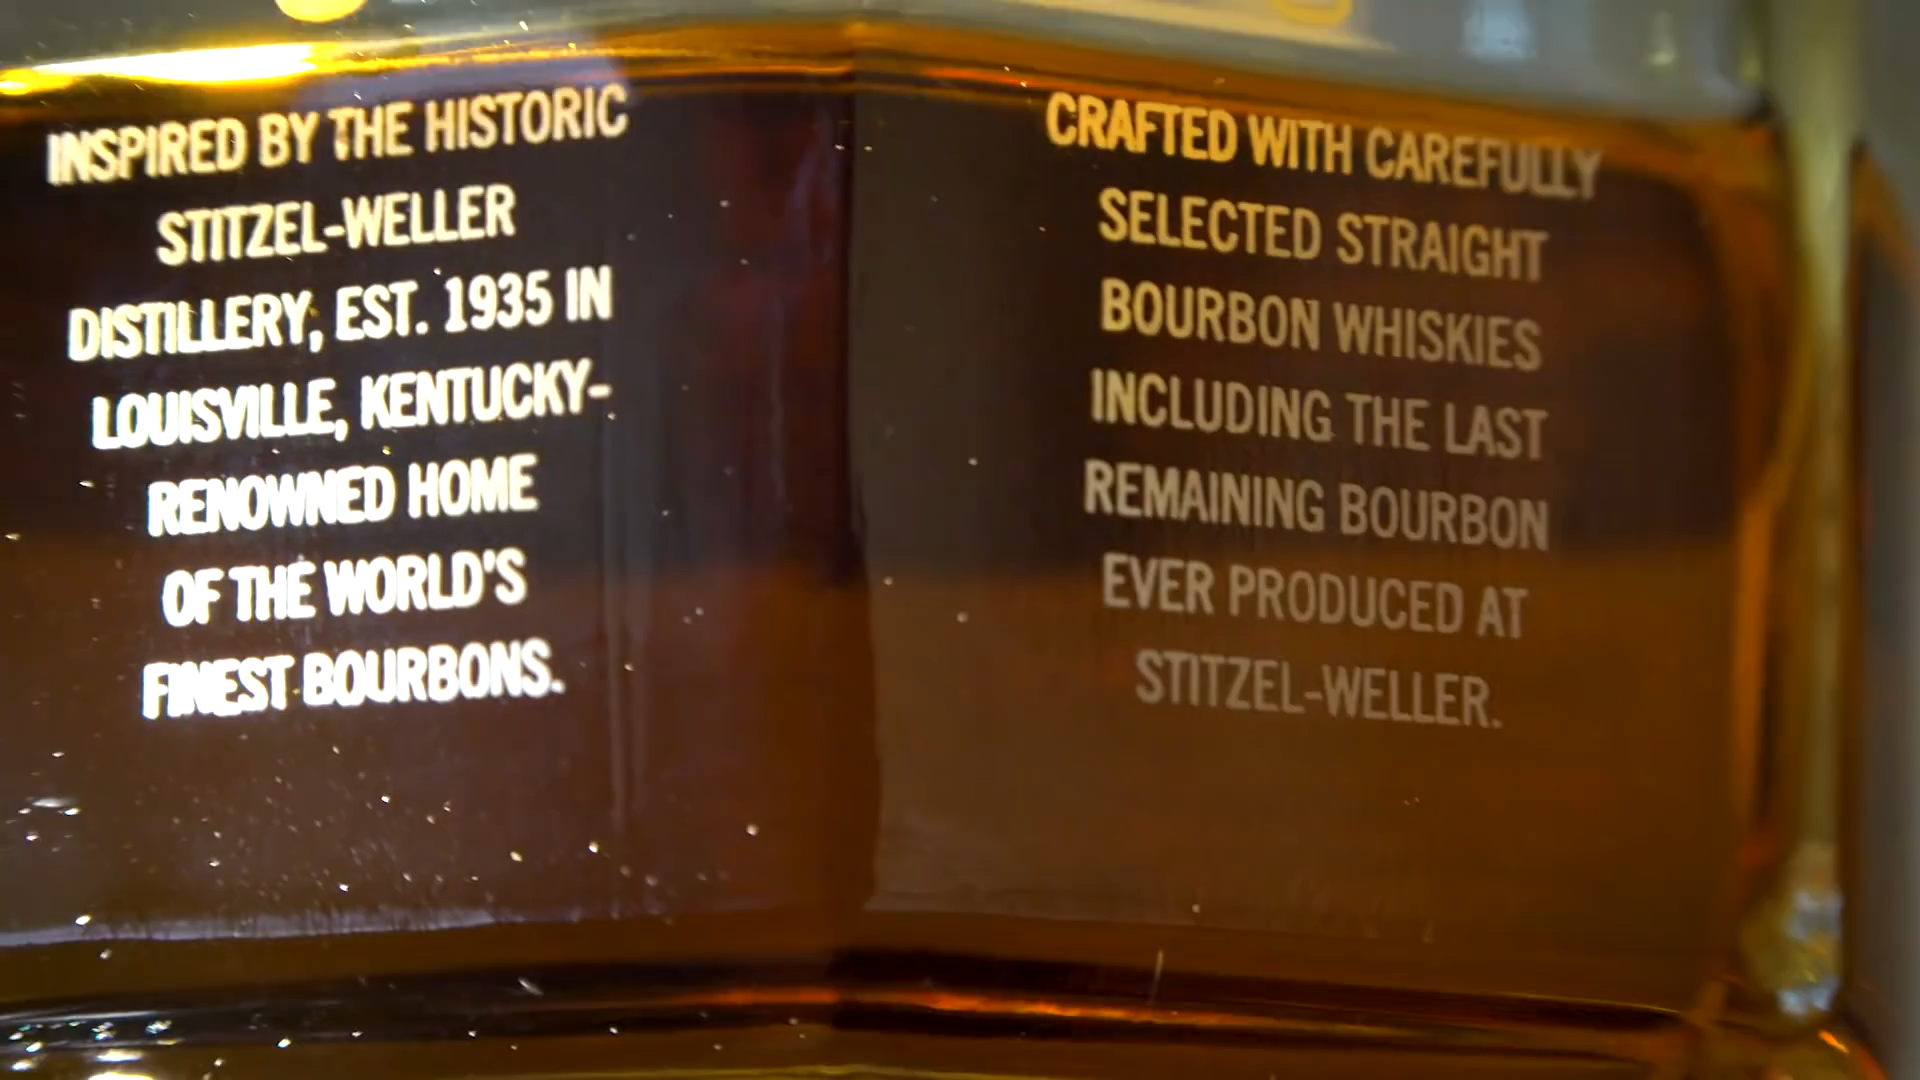 INSPIRED BY THE HISTORIC
STITZEL-WELLER
DISTILLERY, EST. 1935 IN
LOUISVILLE, KENTUCKY-
RENOWNED HOME
OF THE WORLD'S
FINEST BOURBONS.
CRAFTED WITH CAREFULLY
SELECTED STRAIGHT
BOURBON WHISKIES
INCLUDING THE LAST
REMAINING BOURBON
EVER PRODUCED AT
STITZEL-WELLER.